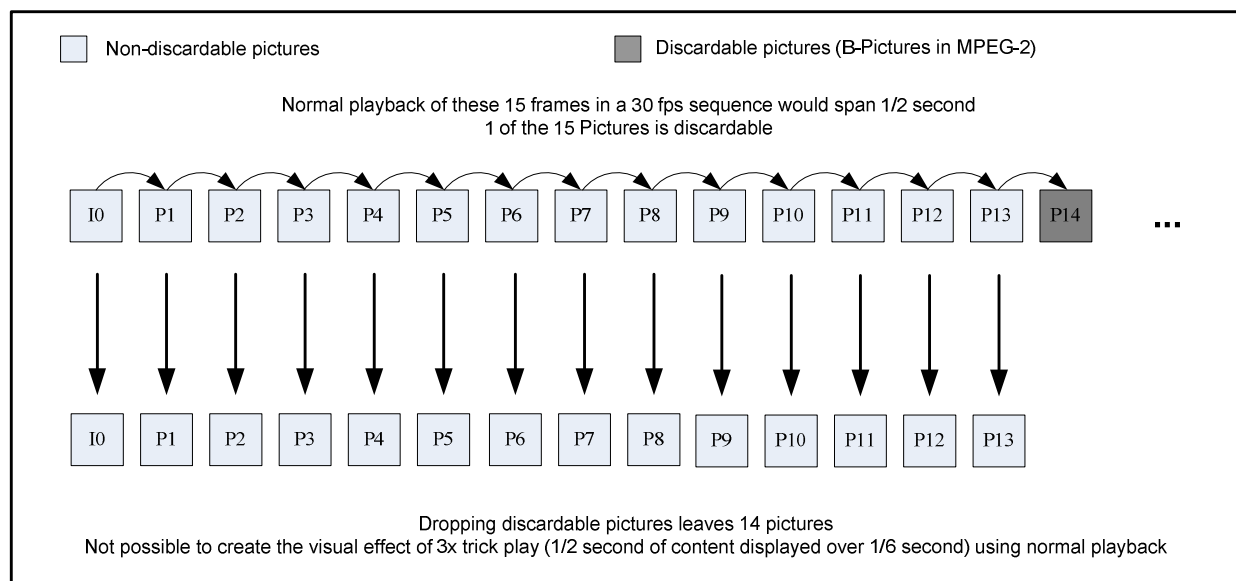 Non-discardable pictures
Discardable pictures (B-Pictures in MPEG-2)
Normal playback of these 15 frames in a 30 fps sequence would span 1/2 second
1 of the 15 Pictures is discardable
I0 P1 P2 P3 P4 P5 P6 P7 P8 P9 P10 P11 P12 P13 P14 ...
I0 P1 P2 P3 P4 P5 P6 P7 P8 P9 P10 P11 P12 P13
Dropping discardable pictures leaves 14 pictures
Not possible to create the visual effect of 3x trick play (1/2 second of content displayed over 1/6 second) using normal playback